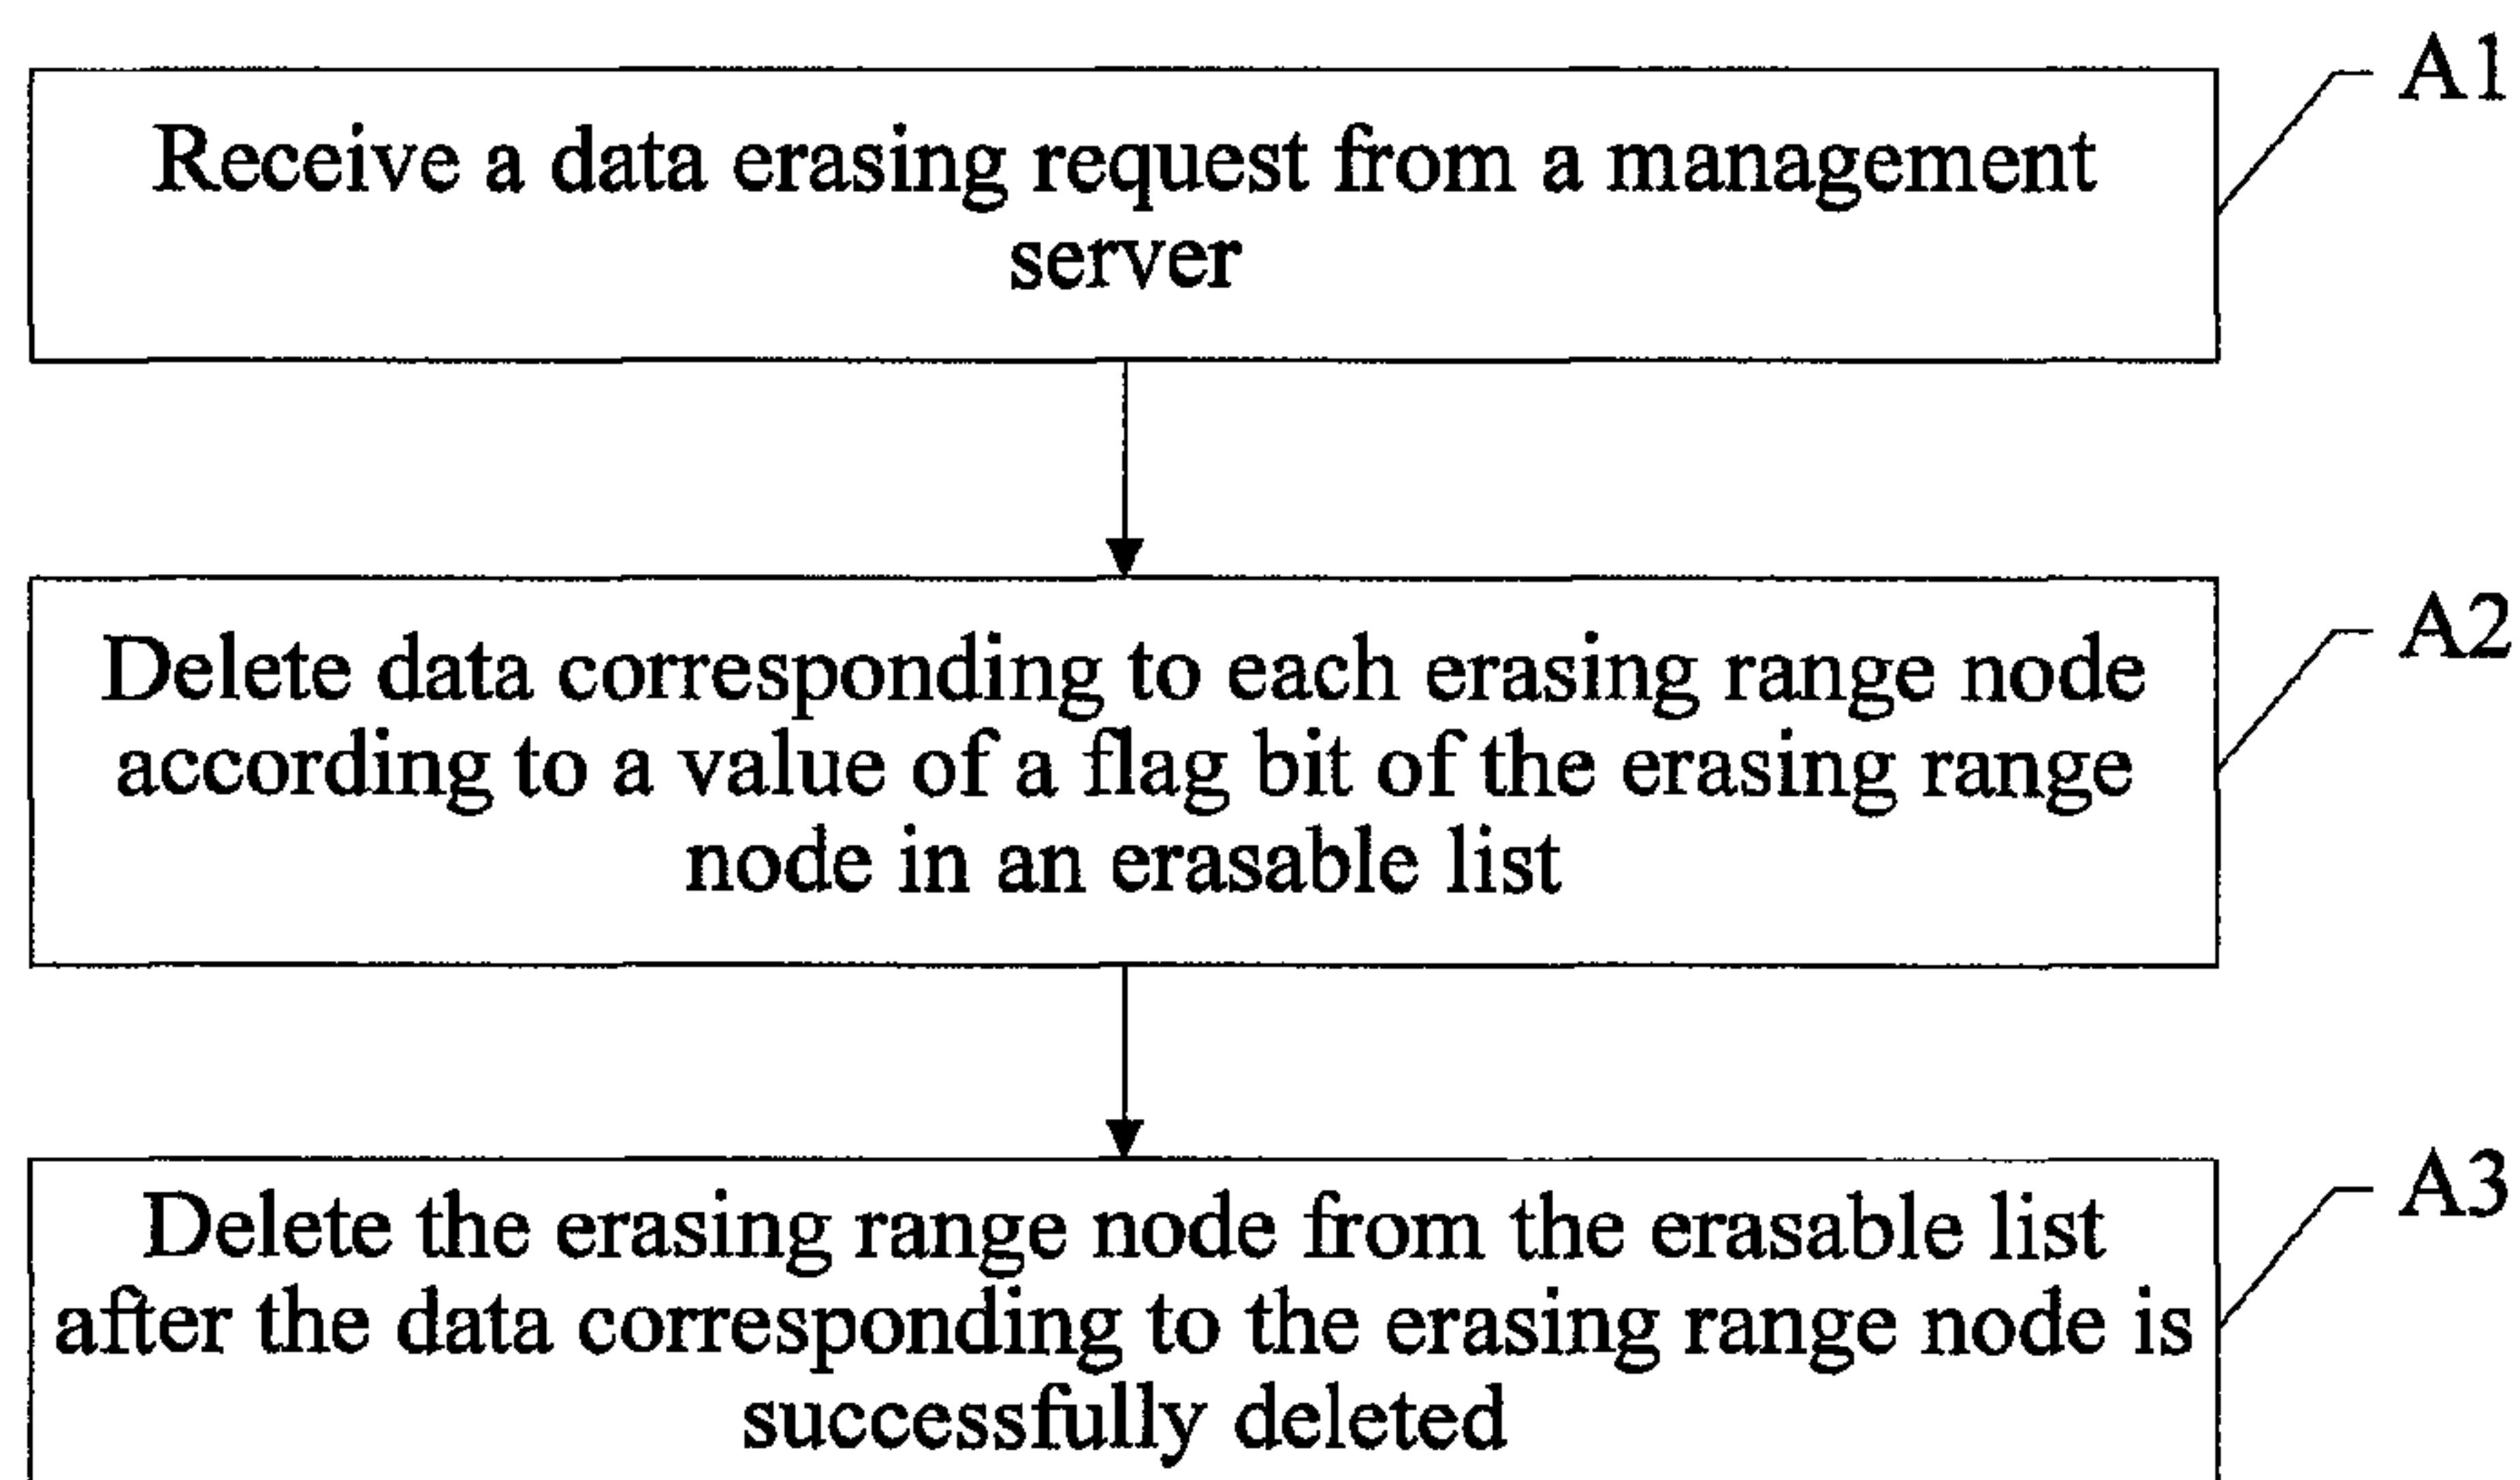 A1
Receive a data erasing request from a management
server
A2
Delete data corresponding to each erasing range node
according to a value of a flag bit of the erasing range
node in an erasable list
A3
Delete the erasing range node from the erasable list
after the data corresponding to the erasing range node is
successfully deleted